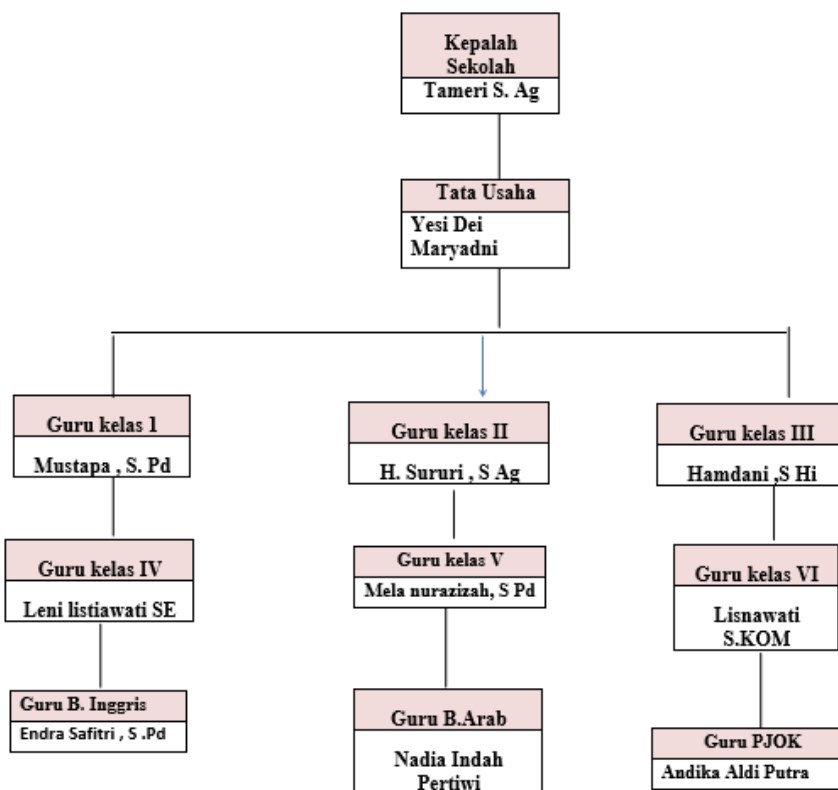 Kepalah
Sekolah
Tameri S. Ag
Tata Usaha
Yesi Dei
Maryadni
Guru kelas 1
Mustapa , S. Pd
Guru kelas II
H. Sururi , S Ag
Guru kelas III
Hamdani ,S Hi
Guru kelas IV
Leni listiawati SE
Guru kelas V
Mela nurazizah, S Pd
Guru kelas VI
Lisnawati
S.KOM
Guru B. Inggris
Endra Safitri , S .Pd
Guru B.Arab
Nadia Indah
Pertiwi
Guru PJOK
Andika Aldi Putra